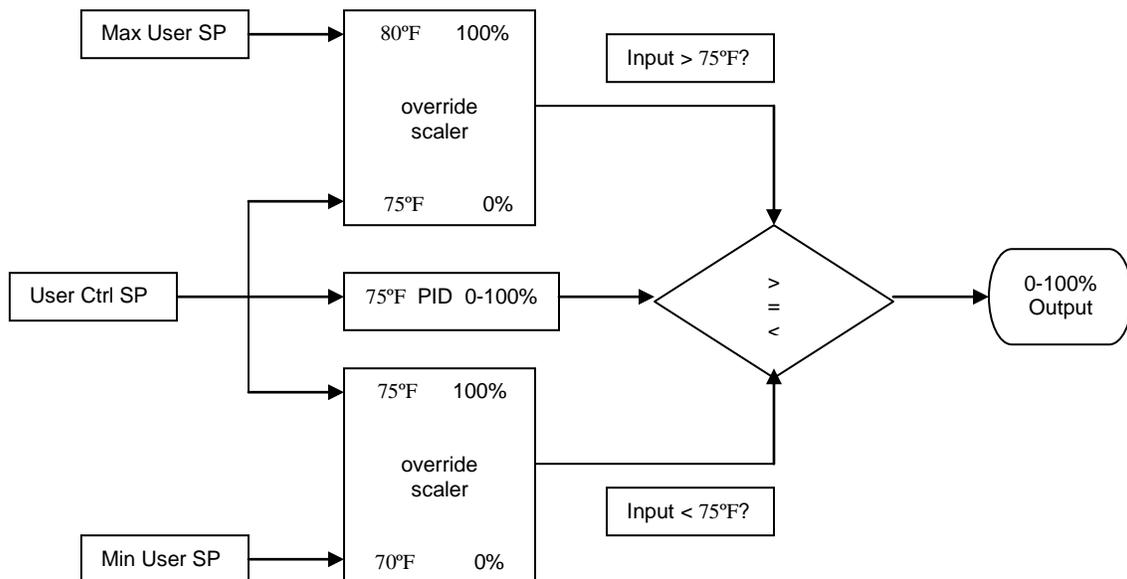 Max User SP
80ºF 100%
override
scaler
75ºF 0%
Input > 75ºF?
User Ctrl SP
75ºF PID 0-100%
>
=
<
0-100%
Output
75ºF 100%
override
scaler
70ºF 0%
Input < 75ºF?
Min User SP